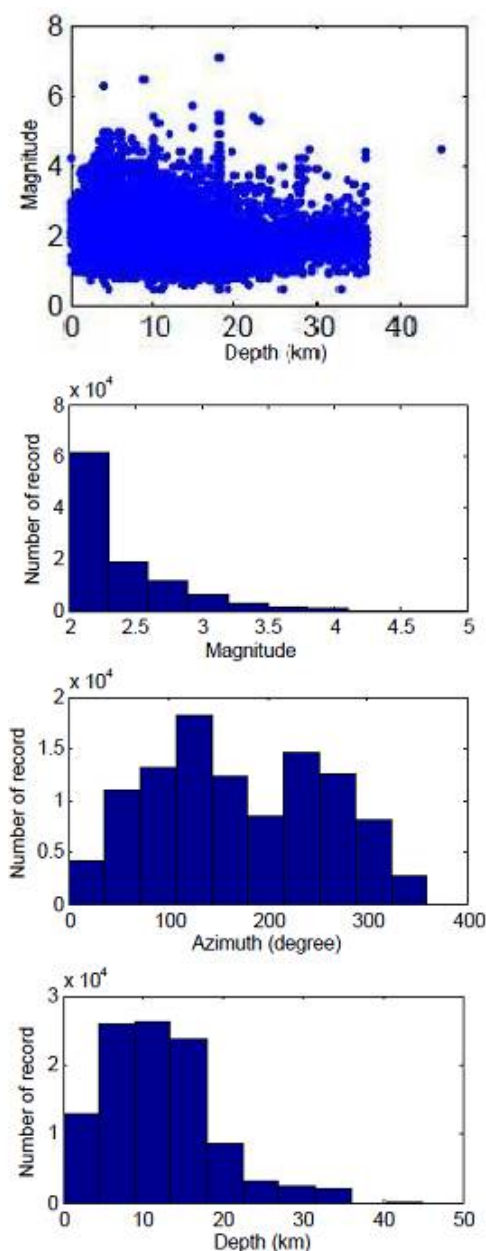 8
6
4
2
0
Magnitude
0 10 20 30 40
Depth (km)
x 10^4
8
6
4
2
0
Number of record
2 2.5 3 3.5 4 4.5 5
Magnitude
x 10^4
2
1.5
1
0.5
0
Number of record
0 100 200 300 400
Azimuth (degree)
x 10^4
3
2
1
0
Number of record
0 10 20 30 40 50
Depth (km)